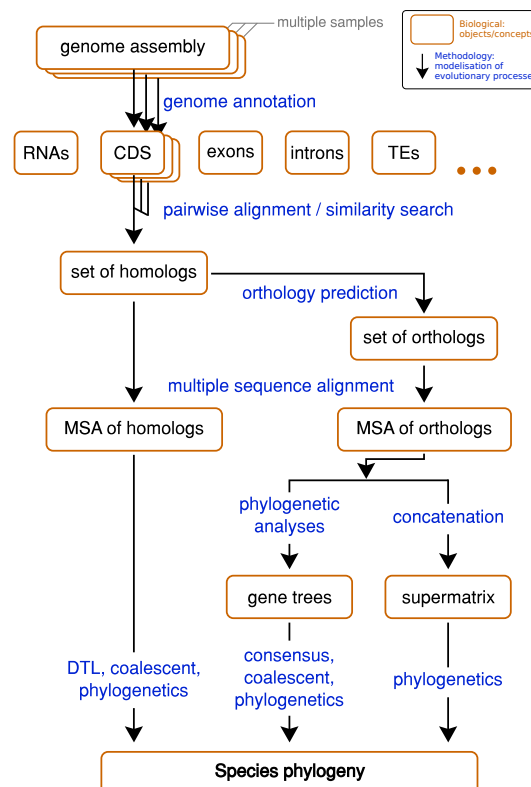 multiple samples
genome assembly
Biological:
objects/concepts
Methodology:
modelisation of
evolutionary processes
genome annotation
RNAs
CDS
exons
introns
TEs
pairwise alignment / similarity search
set of homologs
orthology prediction
set of orthologs
multiple sequence alignment
MSA of homologs
MSA of orthologs
phylogenetic
analyses
concatenation
gene trees
supermatrix
DTL, coalescent,
phylogenetics
consensus,
coalescent,
phylogenetics
phylogenetics
Species phylogeny